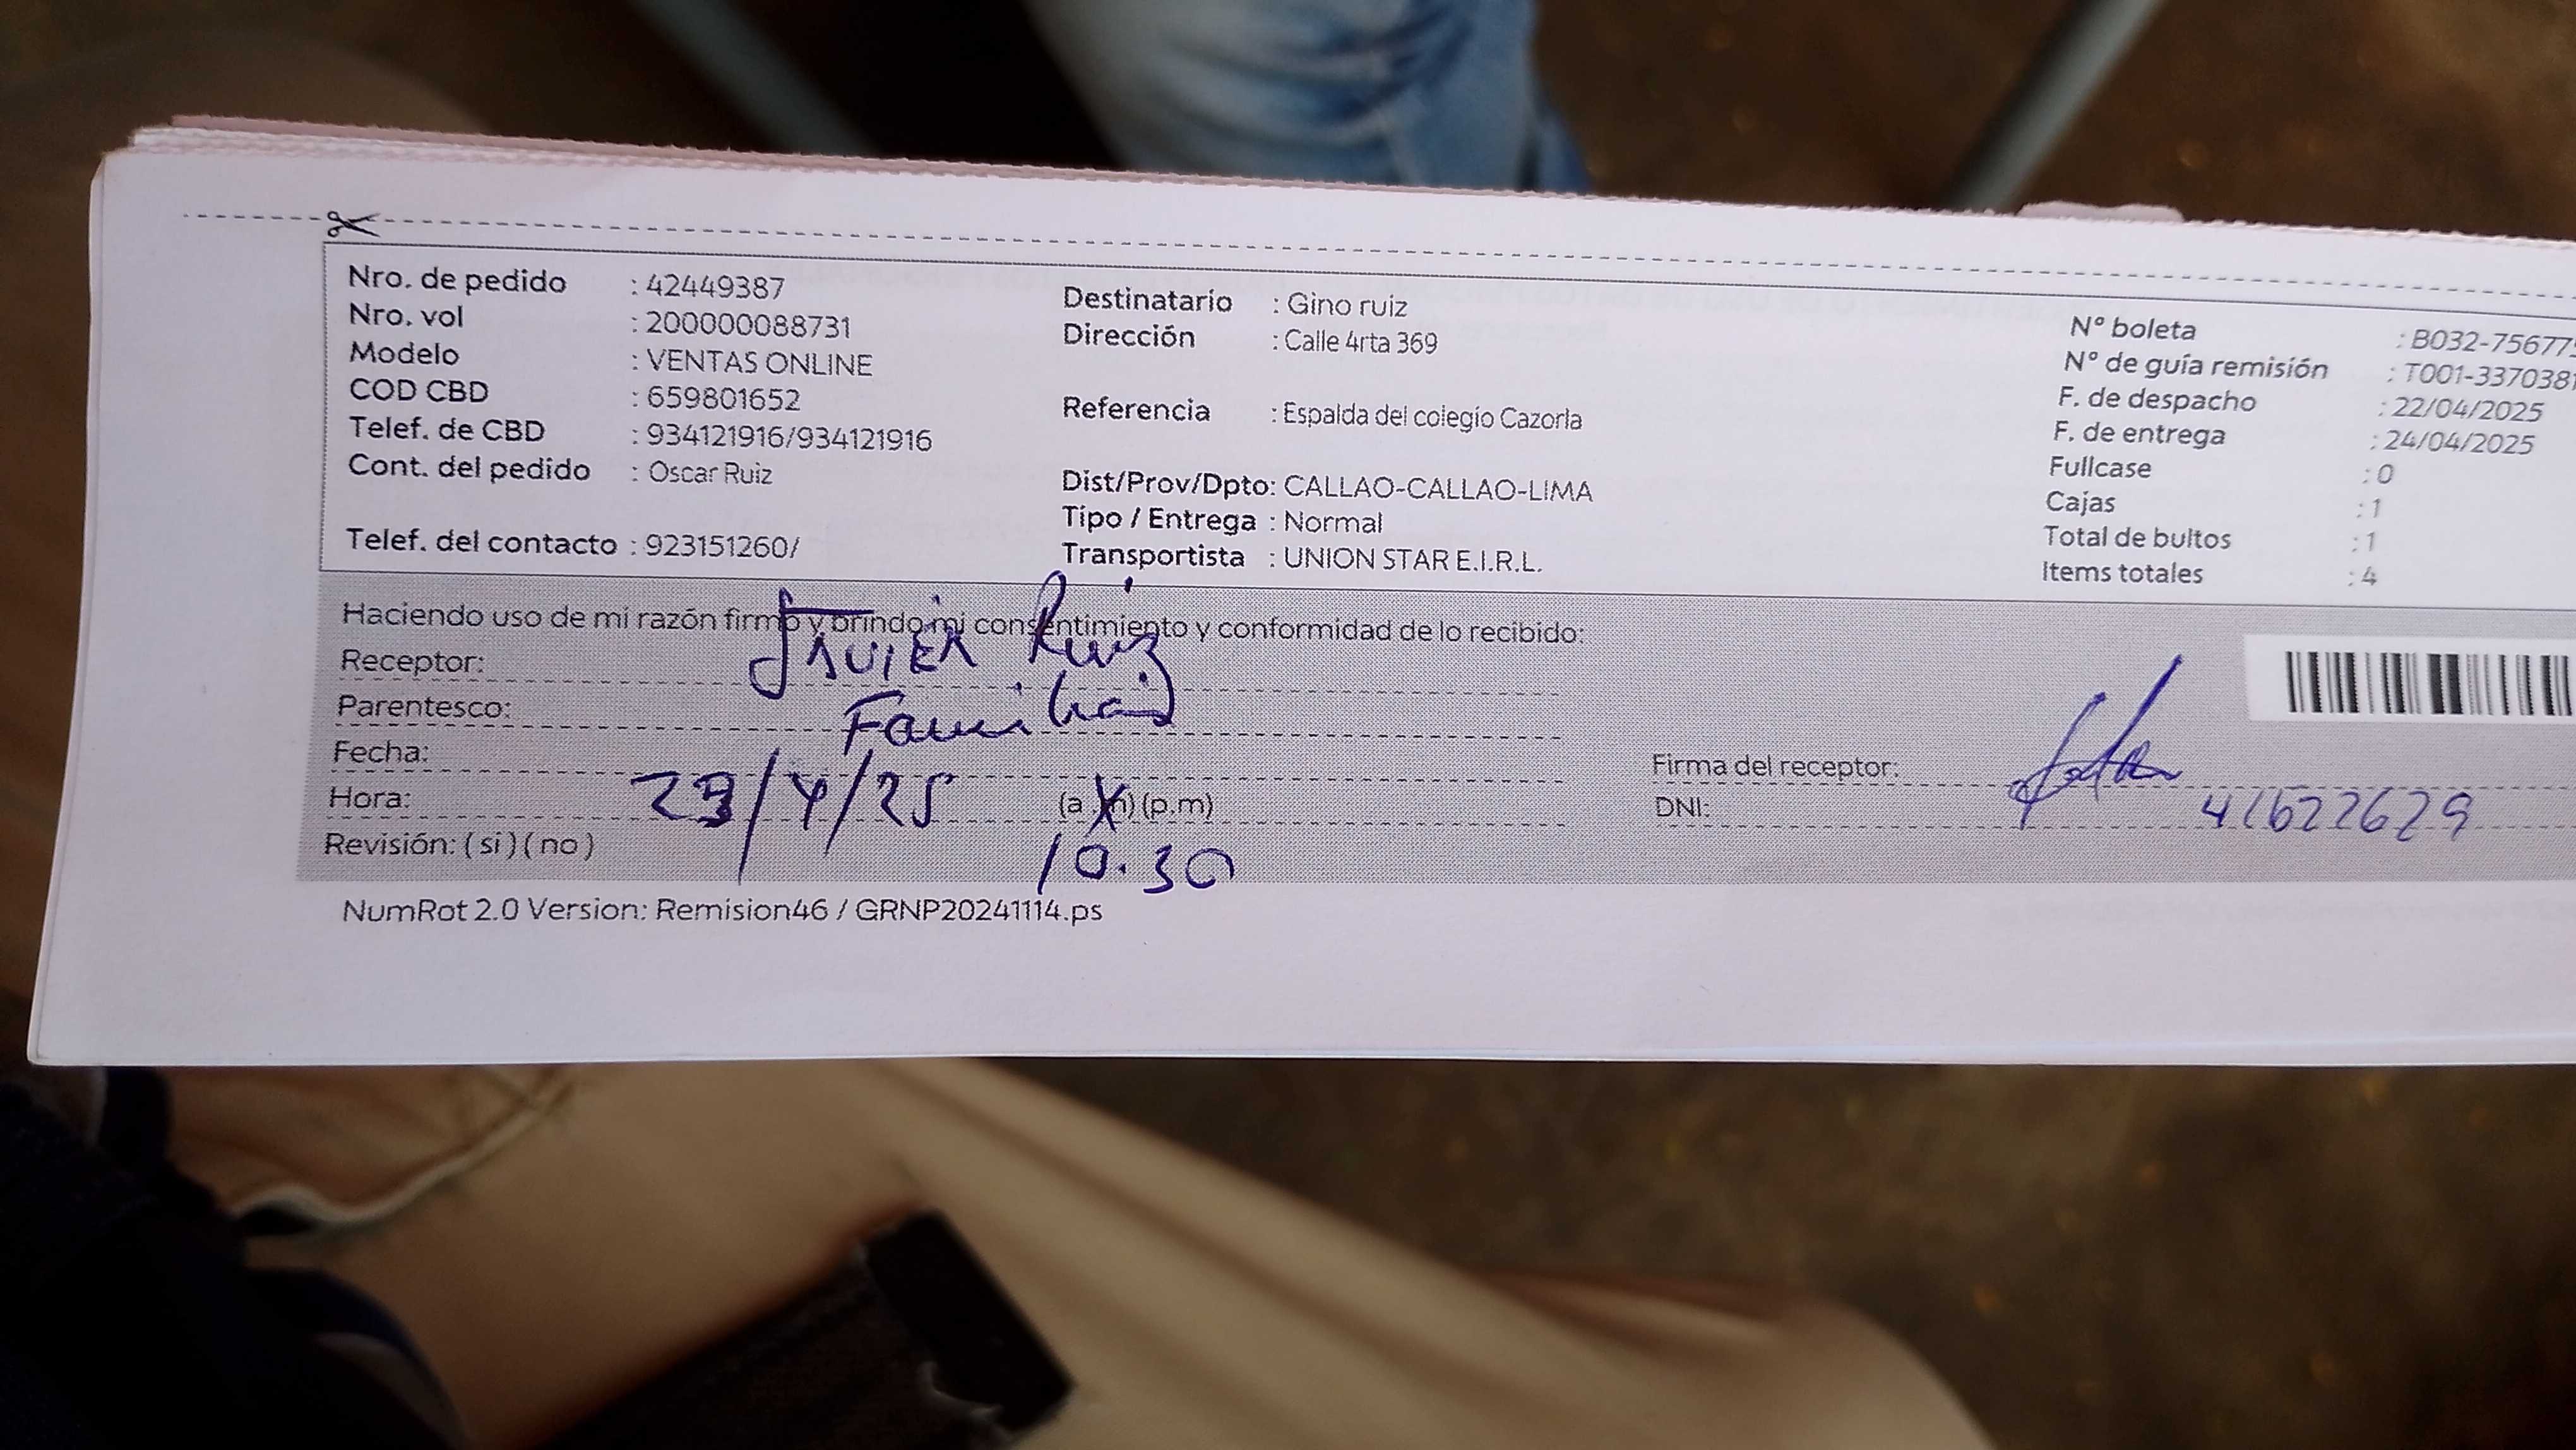 Nro. de pedido : 42449387
Nro. vol : 200000088731
Modelo : VENTAS ONLINE
COD CBD : 659801652
Telef. de CBD : 934121916/934121916
Cont. del pedido : Oscar Ruiz
Telef. del contacto : 923151260/
Destinatario : Gino ruiz
Dirección : Calle 4rta 369
Referencia : Espalda del colegio Cazorla
Dist/Prov/Dpto: CALLAO-CALLAO-LIMA
Tipo / Entrega : Normal
Transportista : UNION STAR E.I.R.L.
N° boleta : B032-75677
N° de guía remisión : T001-3370381
F. de despacho : 22/04/2025
F. de entrega : 24/04/2025
Fullcase : 0
Cajas : 1
Total de bultos : 1
Items totales : 4
Haciendo uso de mi razón firmo y brindo mi consentimiento y conformidad de lo recibido:
Receptor: JAVIER Ruiz
Parentesco: Familiar
Fecha: 23/4/25
Hora: (a.m) (p.m)
10.30
Revisión: ( si ) ( no )
Firma del receptor:
DNI: 41622629
NumRot 2.0 Version: Remision46 / GRNP20241114.ps